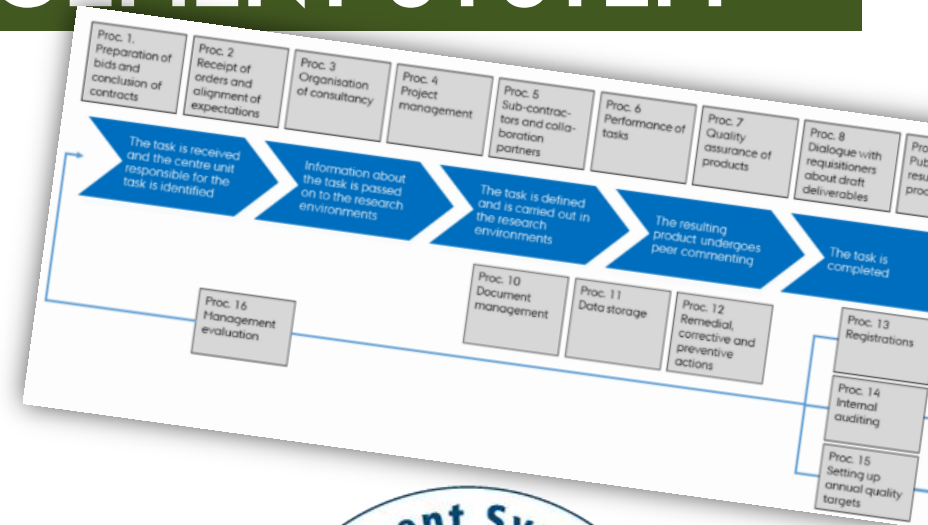 Proc. 1.
Preparation of
bids and
conclusion of
contracts
Proc. 2
Receipt of
orders and
alignment of
expectations
Proc. 3
Organisation
of consultancy
Proc. 4
Project
management
Proc. 5
Sub-contrac-
tors and colla-
boration
partners
Proc. 6
Performance of
tasks
Proc. 7
Quality
assurance of
products
Proc. 8
Dialogue with
requisitioners
about draft
deliverables
The task is received
and the centre unit
responsible for the
task is identified
Information about
the task is passed
on to the research
environments
The task is defined
and is carried out in
the research
environments
The resulting
product undergoes
peer commenting
The task is
completed
Proc. 16
Management
evaluation
Proc. 10
Document
management
Proc. 11
Data storage
Proc. 12
Remedial,
corrective and
preventive
actions
Proc. 13
Registrations
Proc. 14
Internal
auditing
Proc. 15
Setting up
annual quality
targets